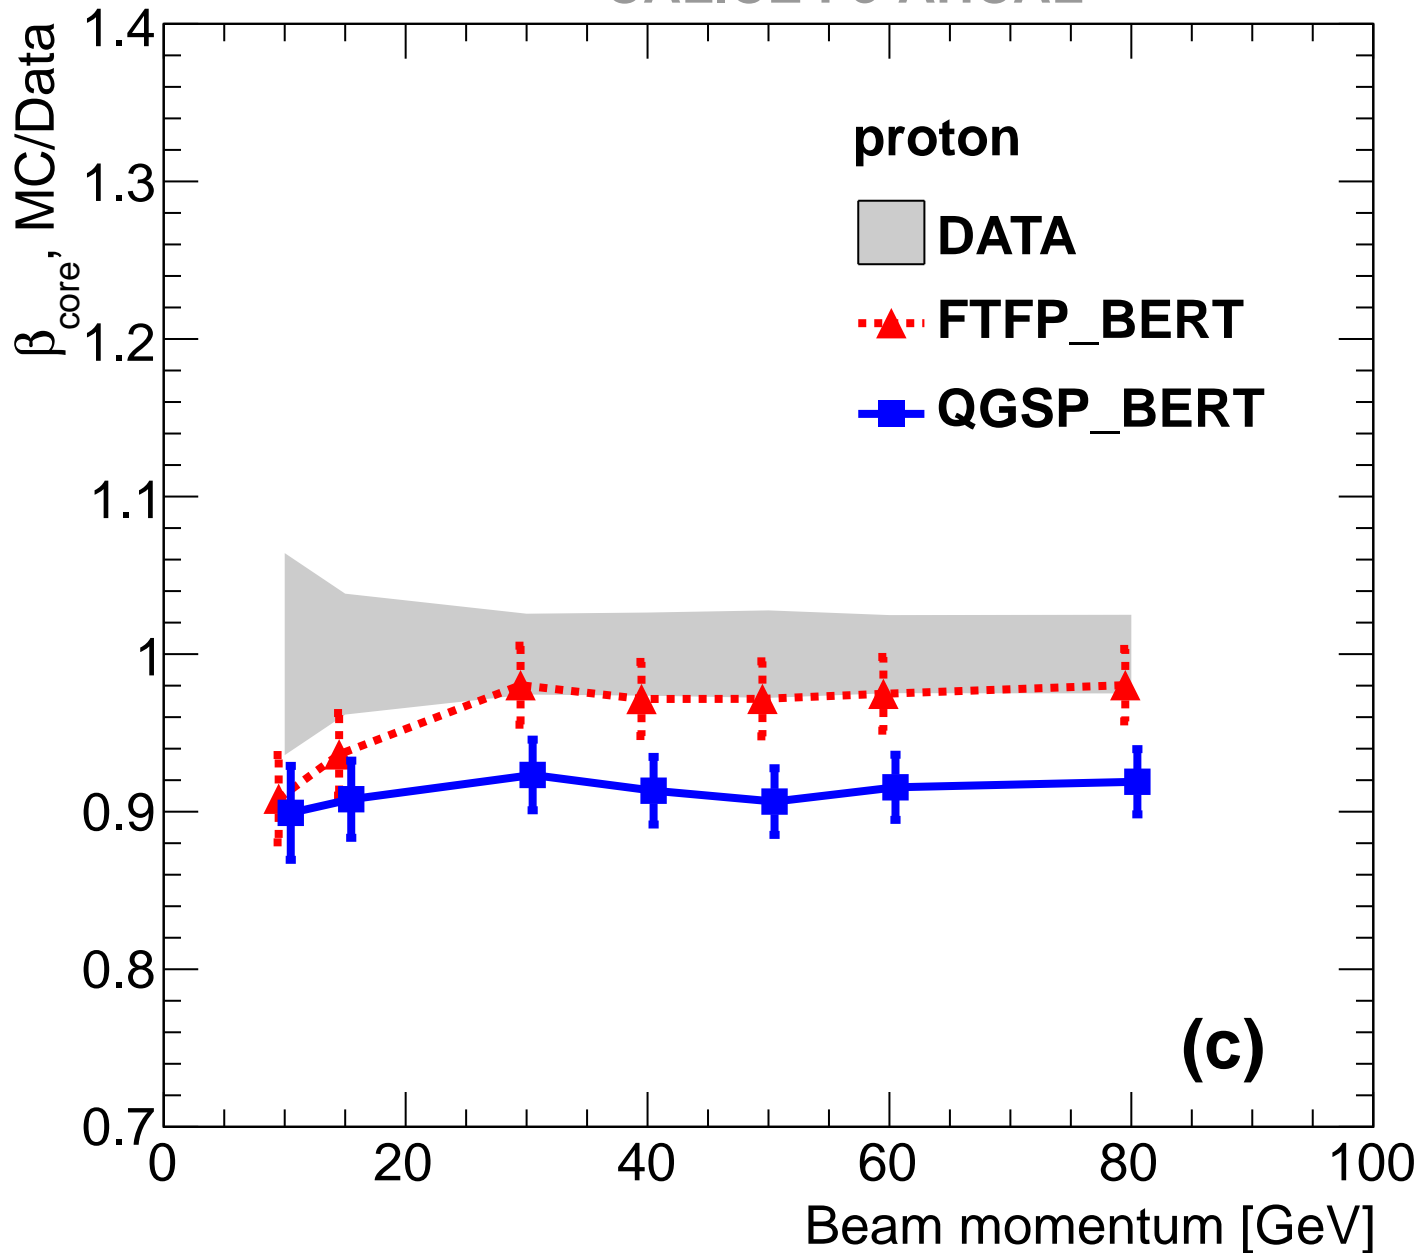 1.4
1.3
1.2
1.1
1
0.9
0.8
0.7
β_core, MC/Data
proton
DATA
FTFP_BERT
QGSP_BERT
(c)
0 20 40 60 80 100
Beam momentum [GeV]